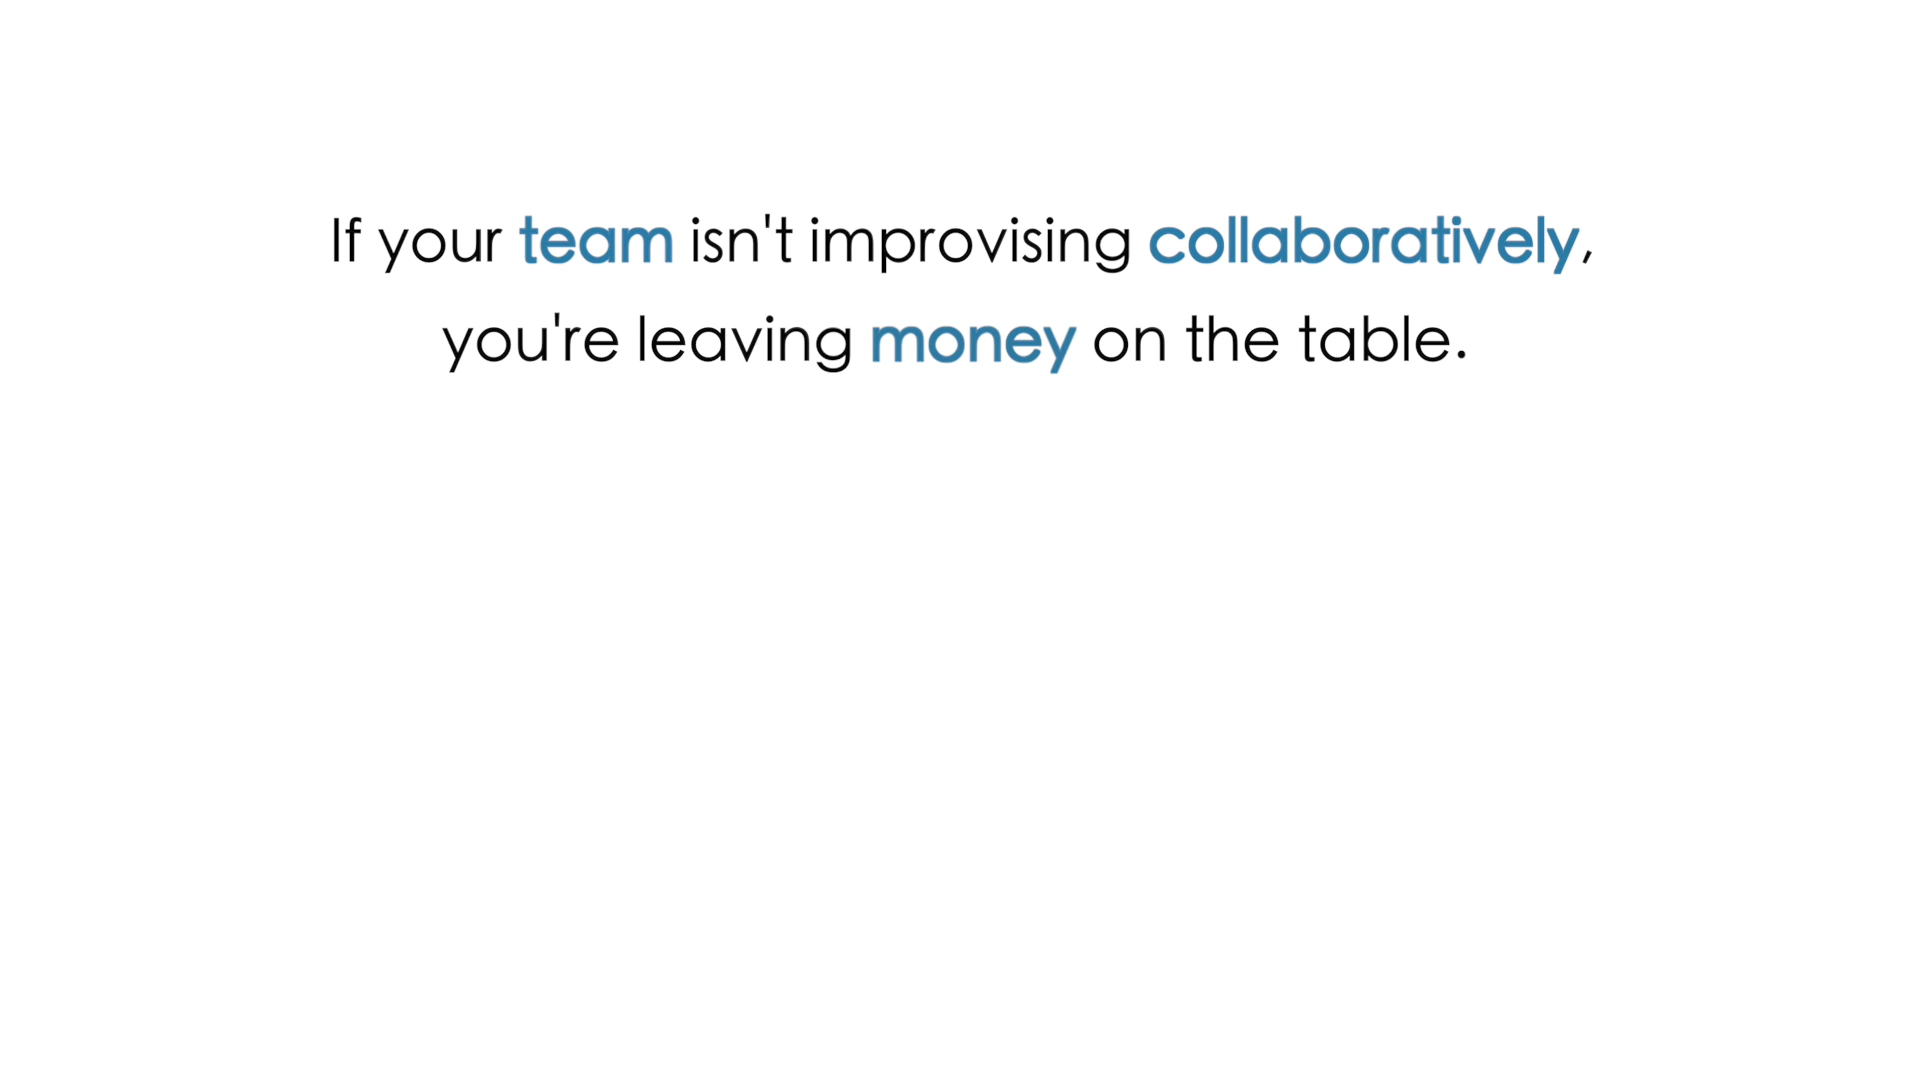 If your team isn't improvising collaboratively,
you're leaving money on the table.